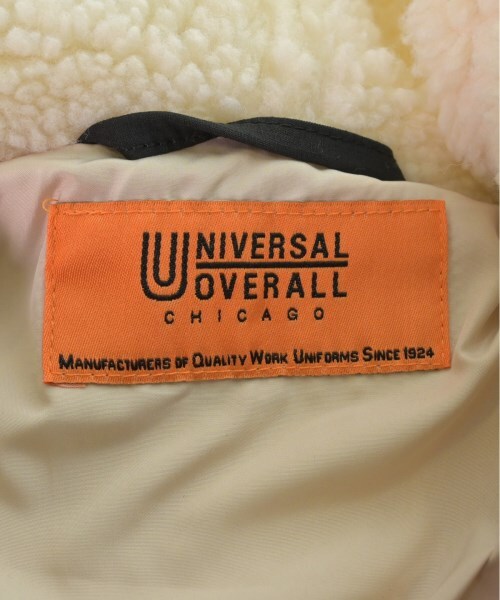 UNIVERSAL
OVERALL
CHICAGO
MANUFACTURERS OF QUALITY WORK UNIFORMS SINCE 1924